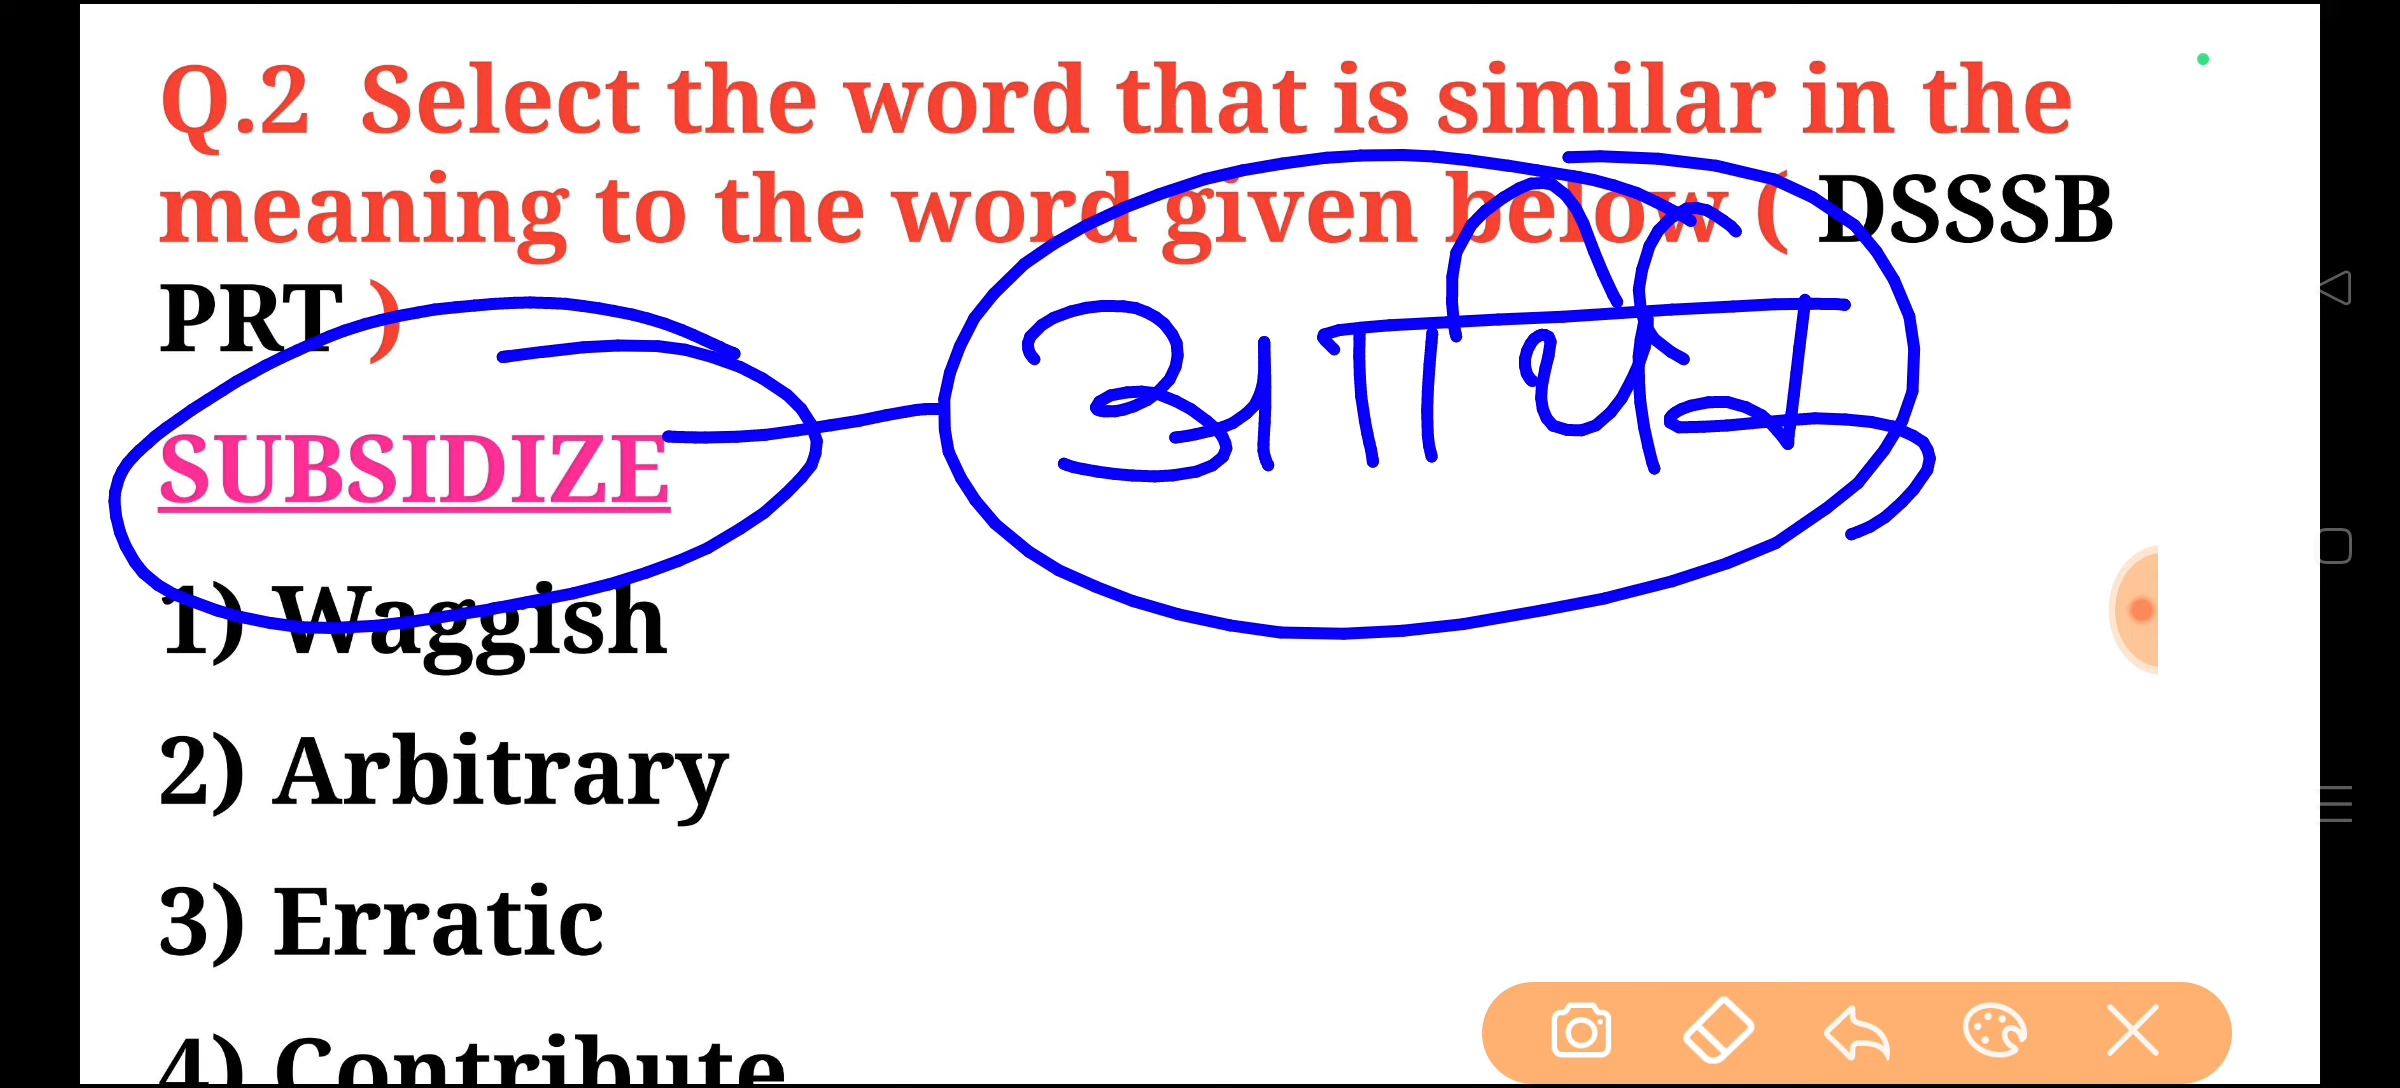 Q.2 Select the word that is similar in the
meaning to the word given below ( DSSSB
PRT )
SUBSIDIZE
1) Waggish
2) Arbitrary
3) Erratic
4) Contribute